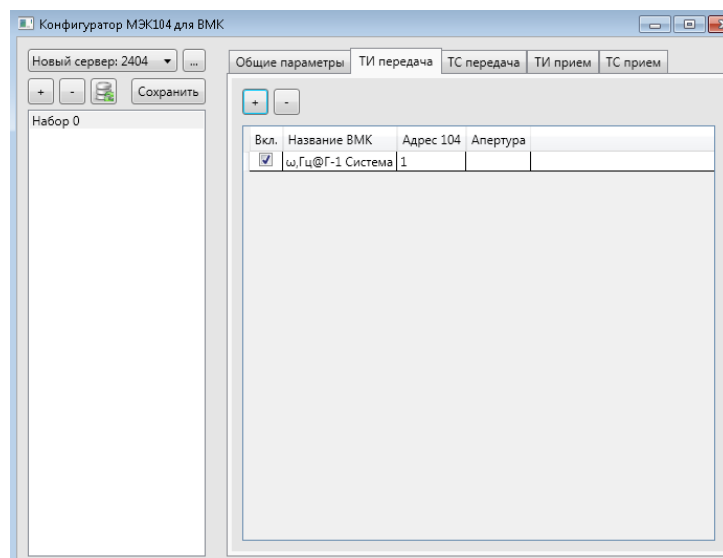 Конфигуратор МЭК104 для ВМК
Новый сервер: 2404 ...
+ - Сохранить
Набор 0
Общие параметры ТИ передача ТС передача ТИ прием ТС прием
+ -
Вкл. Название ВМК Адрес 104 Апертура
ω,Гц@Г-1 Система 1